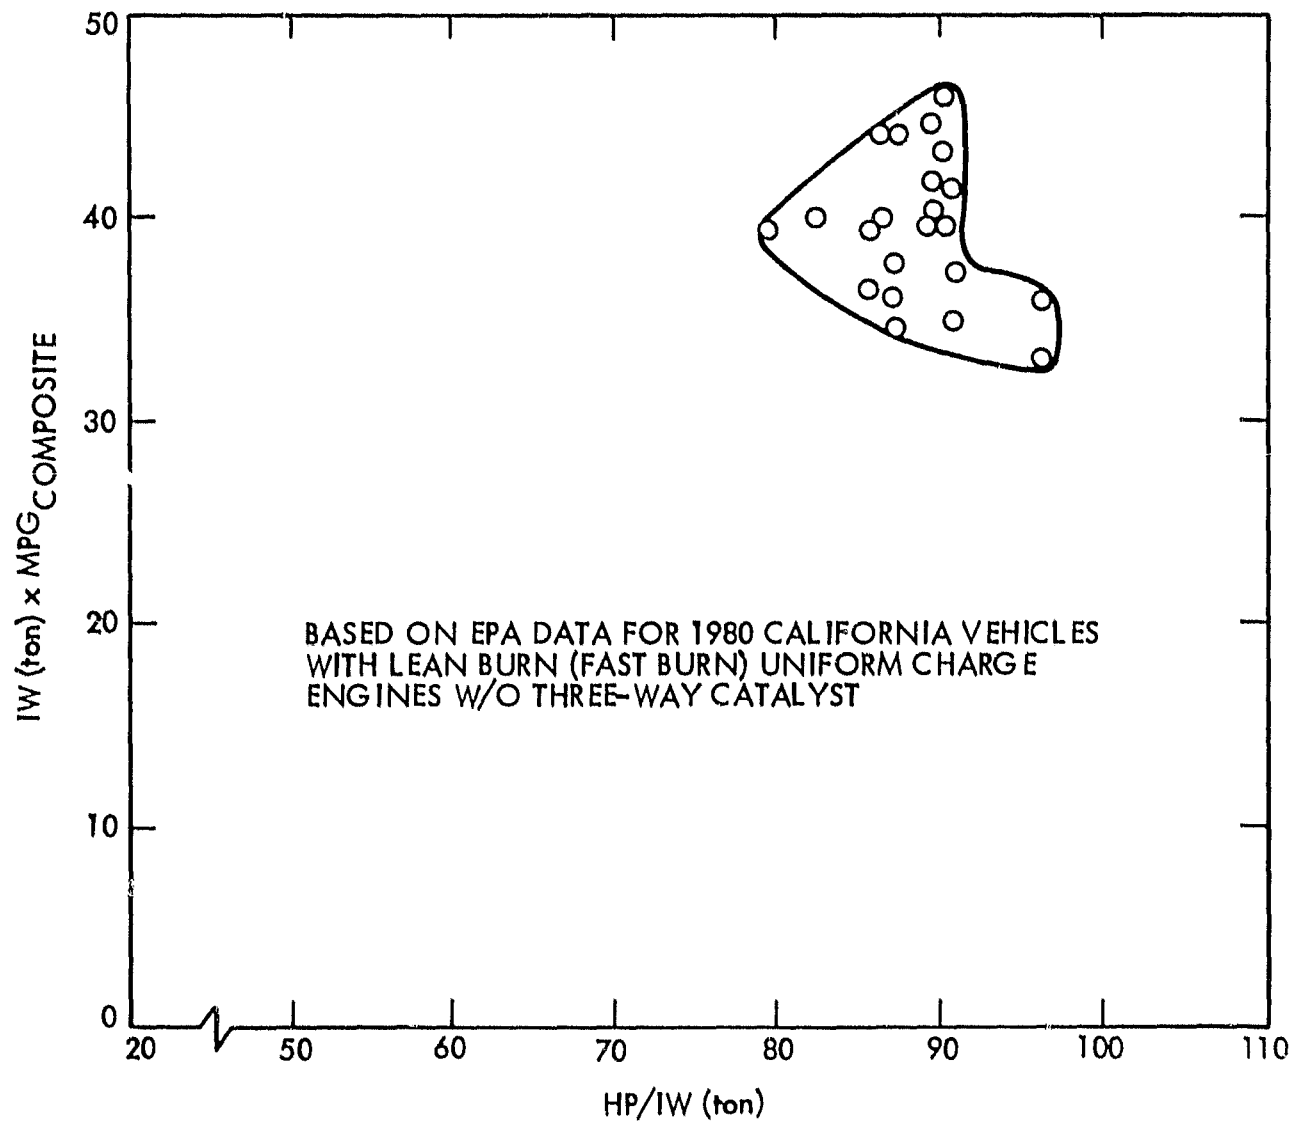 50
40
30
20
10
0
IW (ton) x MPG COMPOSITE
BASED ON EPA DATA FOR 1980 CALIFORNIA VEHICLES
WITH LEAN BURN (FAST BURN) UNIFORM CHARGE
ENGINES W/O THREE-WAY CATALYST
20 50 60 70 80 90 100 110
HP/IW (ton)